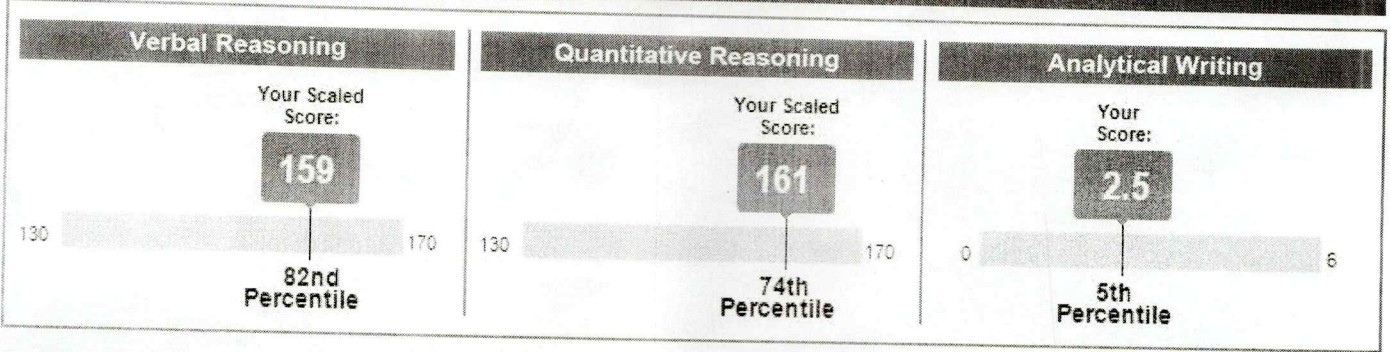 Verbal Reasoning
Your Scaled
Score:
159
130
170
82nd
Percentile
Quantitative Reasoning
Your Scaled
Score:
161
130
170
74th
Percentile
Analytical Writing
Your
Score:
2.5
0
6
5th
Percentile